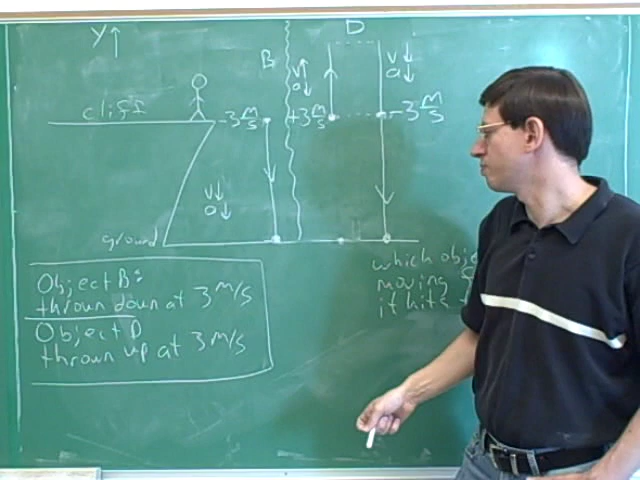 Y↑
D
B
v↑
a↓
v↓
a↓
cliff
-3 m/s
+3 m/s
-3 m/s
v↓
a↓
ground
Object B:
thrown down at 3 m/s
Object D
thrown up at 3 m/s
which
moving
it hits